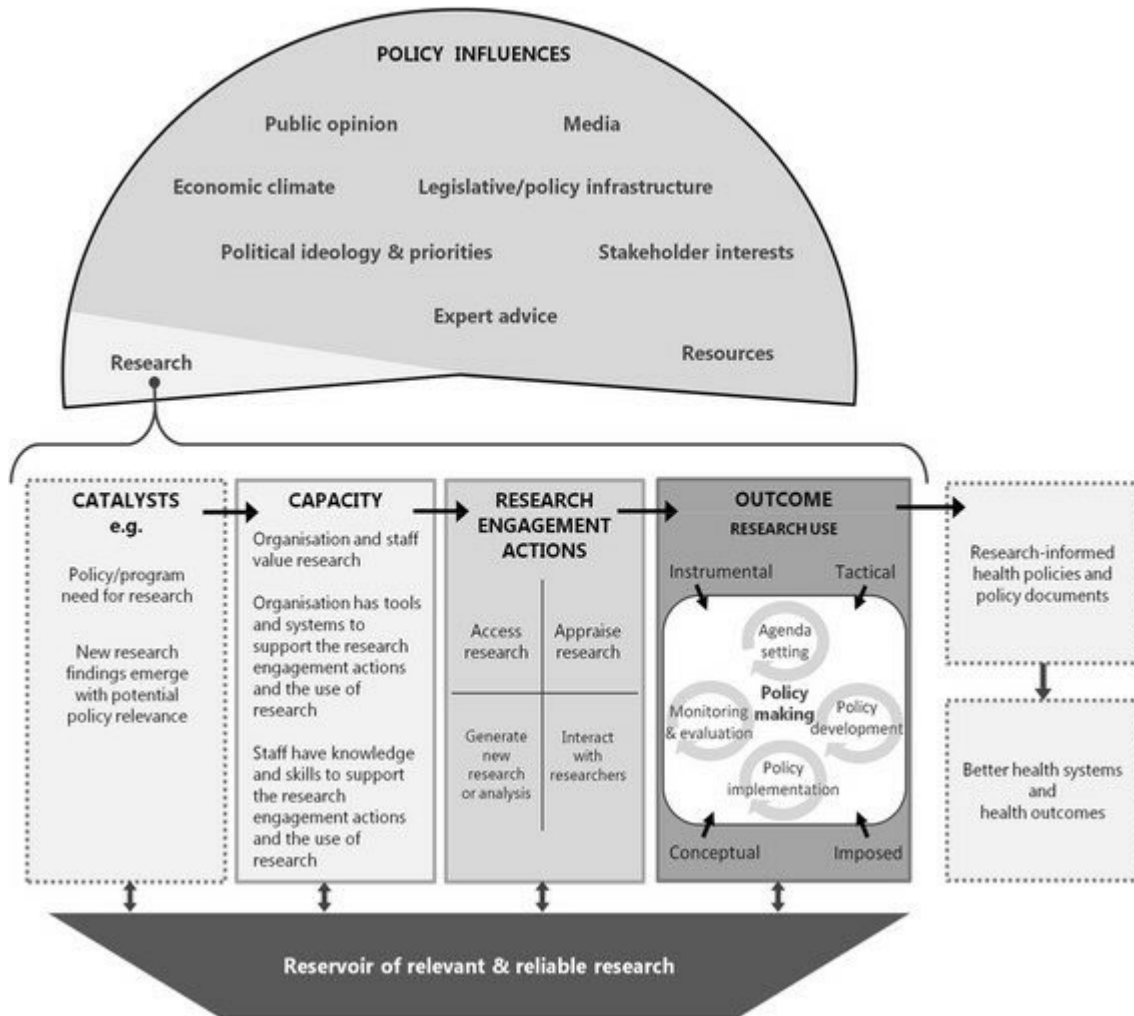 POLICY INFLUENCES
Public opinion
Media
Economic climate
Legislative/policy infrastructure
Political ideology & priorities
Stakeholder interests
Expert advice
Resources
Research
CATALYSTS
e.g.
Policy/program
need for research
New research
findings emerge
with potential
policy relevance
CAPACITY
Organisation and staff
value research
Organisation has tools
and systems to
support the research
engagement actions
and the use of
research
Staff have knowledge
and skills to support
the research
engagement actions
and the use of
research
RESEARCH
ENGAGEMENT
ACTIONS
Access
research
Appraise
research
Generate
new
research
or analysis
Interact
with
researchers
OUTCOME
RESEARCH USE
Instrumental
Tactical
Agenda
setting
Policy
making
Monitoring
& evaluation
Policy
development
Policy
implementation
Conceptual
Imposed
Research-informed
health policies and
policy documents
Better health systems
and
health outcomes
Reservoir of relevant & reliable research